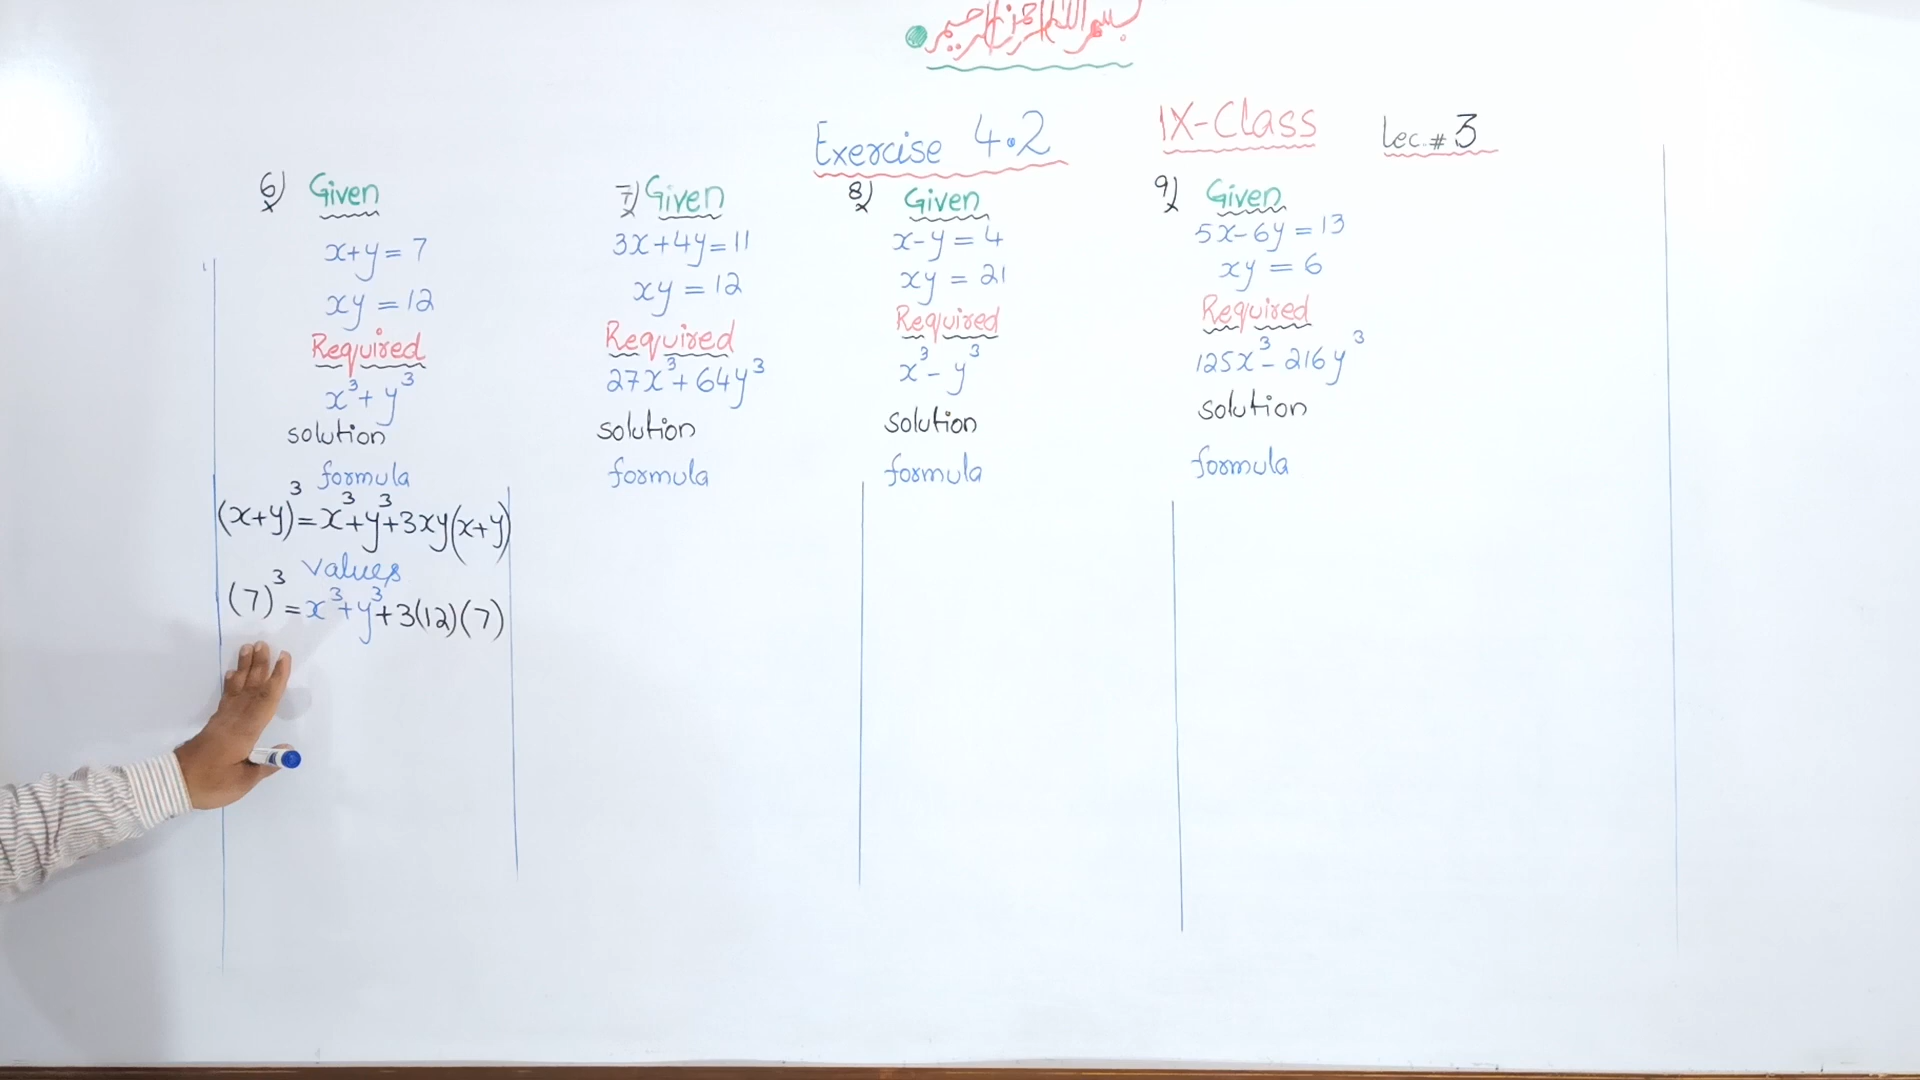 بسم الله الرحمن الرحيم
Exercise 4.2 IX-Class Lec.# 3
6) Given
x+y=7
xy=12
Required
x³+y³
solution
formula
(x+y)³=x³+y³+3xy(x+y)
values
(7)³=x³+y³+3(12)(7)
7) Given
3x+4y=11
xy=12
Required
27x³+64y³
solution
formula
8) Given
x-y=4
xy=21
Required
x³-y³
solution
formula
9) Given
5x-6y=13
xy=6
Required
125x³-216y³
solution
formula